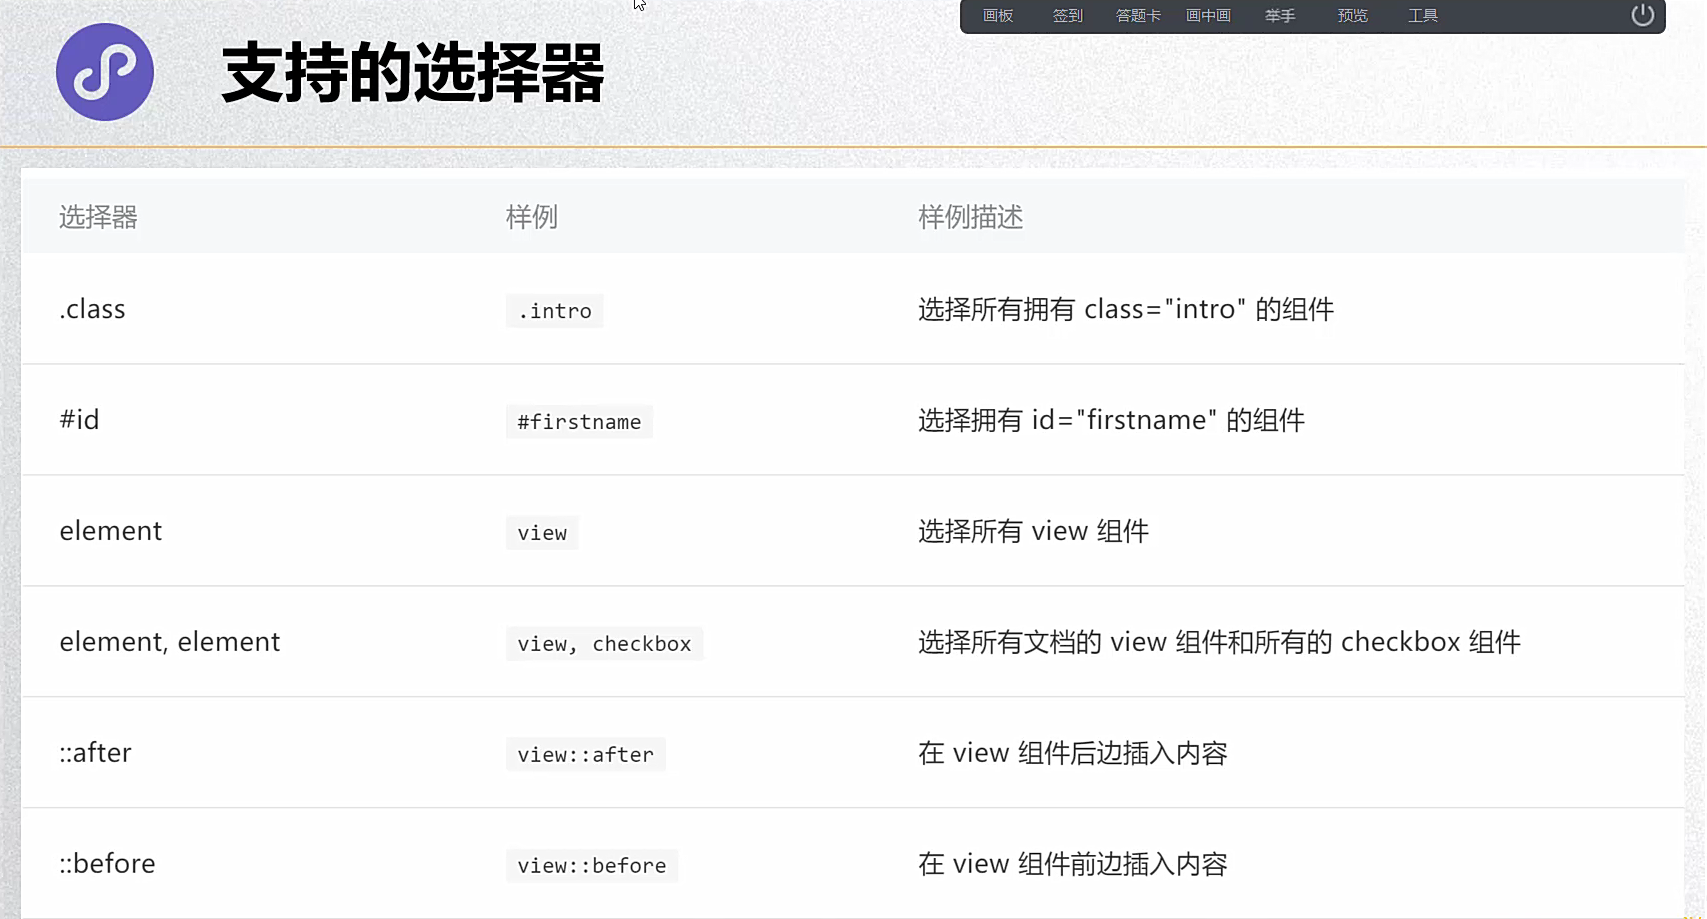 画板 签到 答题卡 画中画 举手 预览 工具
支持的选择器
选择器 样例 样例描述
.class .intro 选择所有拥有 class="intro" 的组件
#id #firstname 选择拥有 id="firstname" 的组件
element view 选择所有 view 组件
element, element view, checkbox 选择所有文档的 view 组件和所有的 checkbox 组件
::after view::after 在 view 组件后边插入内容
::before view::before 在 view 组件前边插入内容